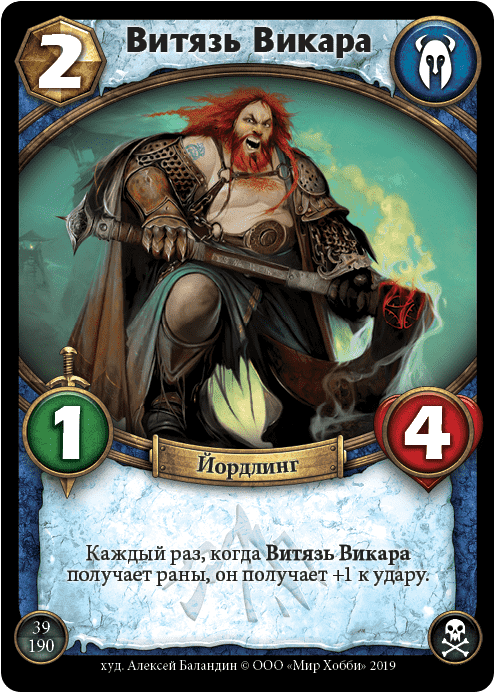 2
Витязь Викара
1
4
Йордлинг
Каждый раз, когда Витязь Викара
получает раны, он получает +1 к удару.
39
190
худ. Алексей Баландин © ООО «Мир Хобби» 2019